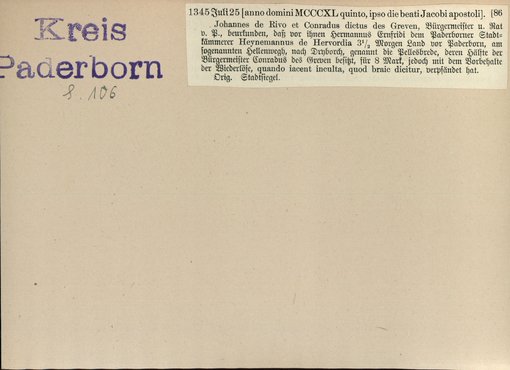 Kreis
Paderborn
S. 106
1345 Juli 25 [anno domini MCCCXL quinto, ipso die beati Jacobi apostoli]. [86
Johannes de Rivo et Conradus dictus des Greven, Bürgermeister u. Rat
v. P., beurkunden, daß vor ihnen Hermannus Ernfridi dem Paderborner Stadt-
kämmerer Heynemannus de Hervordia 3½ Morgen Land vor Paderborn, am
sogenannten Hellenwegh, nach Dryborch, genannt die Pellesbrede, deren Hälfte der
Bürgermeister Conradus des Greven besitzt, für 8 Mark, jedoch mit dem Vorbehalte
der Wiederlöse, quando iacent inculta, quod braie dicitur, verpfändet hat.
Orig. Stadtsiegel.